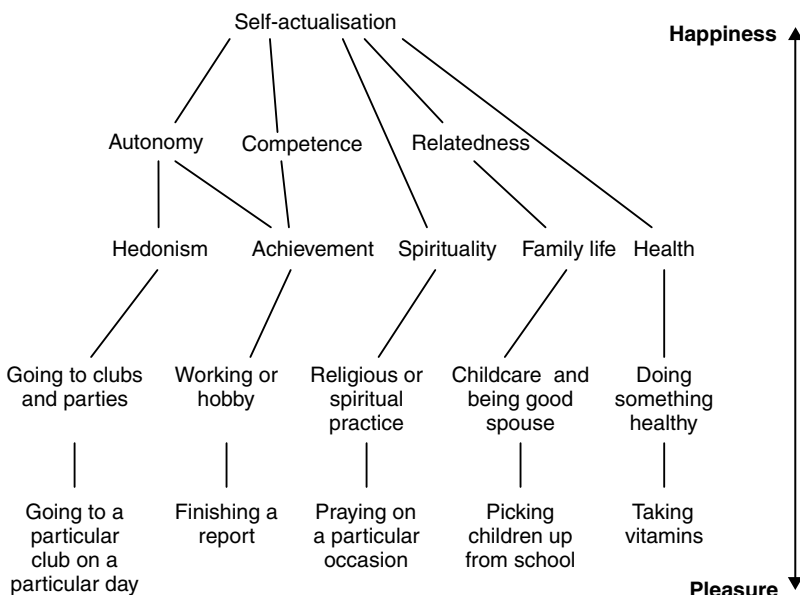 Self-actualisation
Happiness
Autonomy
Competence
Relatedness
Hedonism
Achievement
Spirituality
Family life
Health
Going to clubs
and parties
Working or
hobby
Religious or
spiritual
practice
Childcare and
being good
spouse
Doing
something
healthy
Going to a
particular
club on a
particular day
Finishing a
report
Praying on
a particular
occasion
Picking
children up
from school
Taking
vitamins
Pleasure